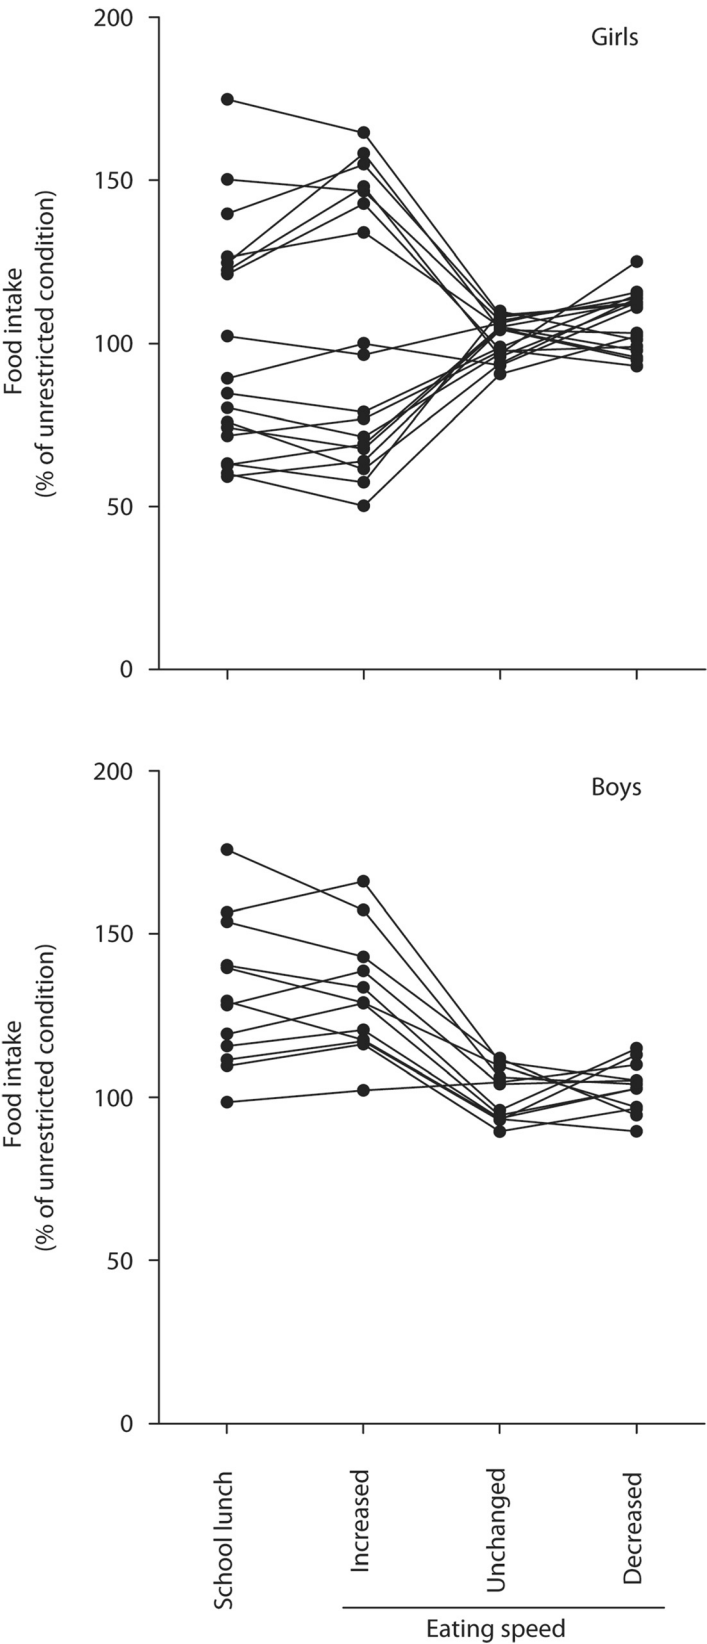 Girls
Food intake
(% of unrestricted condition)
200
150
100
50
0
Boys
Food intake
(% of unrestricted condition)
200
150
100
50
0
School lunch
Increased
Unchanged
Decreased
Eating speed